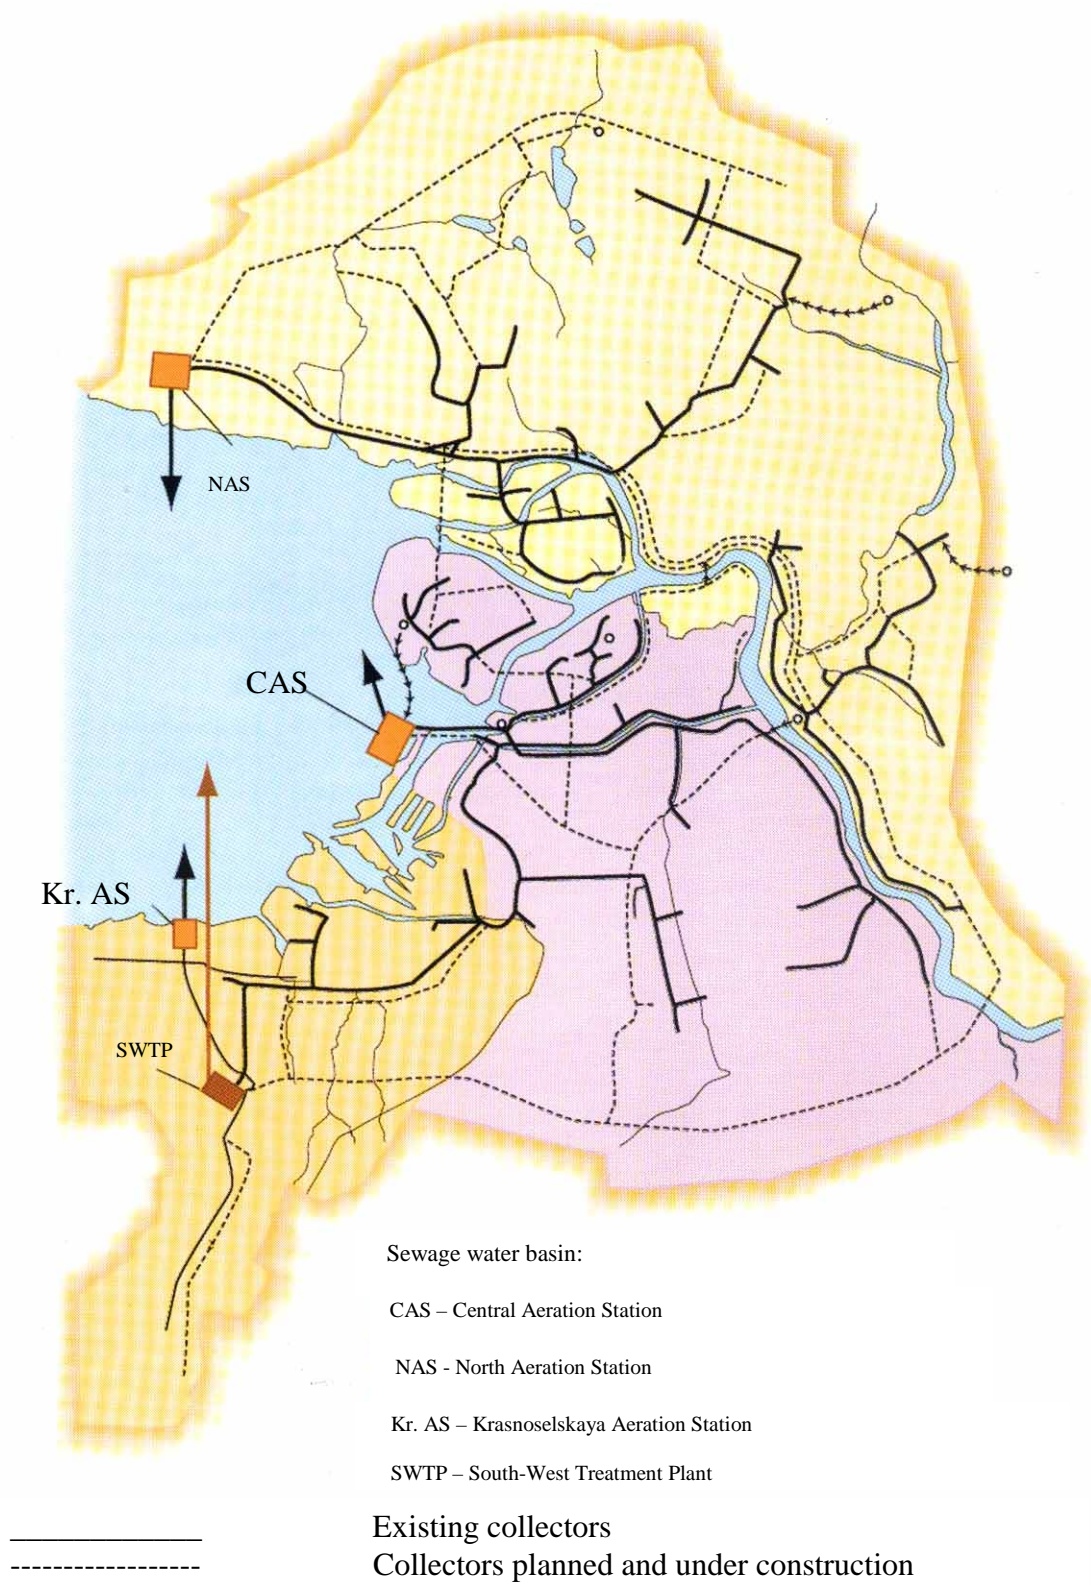 NAS
CAS
Kr. AS
SWTP
Sewage water basin:
CAS – Central Aeration Station
NAS - North Aeration Station
Kr. AS – Krasnoselskaya Aeration Station
SWTP – South-West Treatment Plant
Existing collectors
Collectors planned and under construction